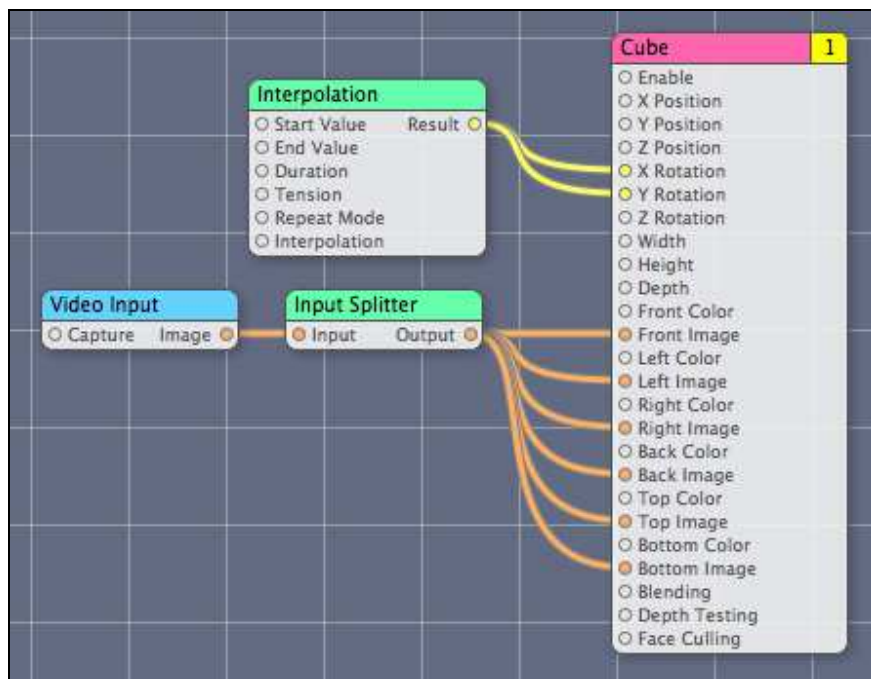 Interpolation
Start Value Result
End Value
Duration
Tension
Repeat Mode
Interpolation
Video Input
Capture Image
Input Splitter
Input Output
Cube 1
Enable
X Position
Y Position
Z Position
X Rotation
Y Rotation
Z Rotation
Width
Height
Depth
Front Color
Front Image
Left Color
Left Image
Right Color
Right Image
Back Color
Back Image
Top Color
Top Image
Bottom Color
Bottom Image
Blending
Depth Testing
Face Culling